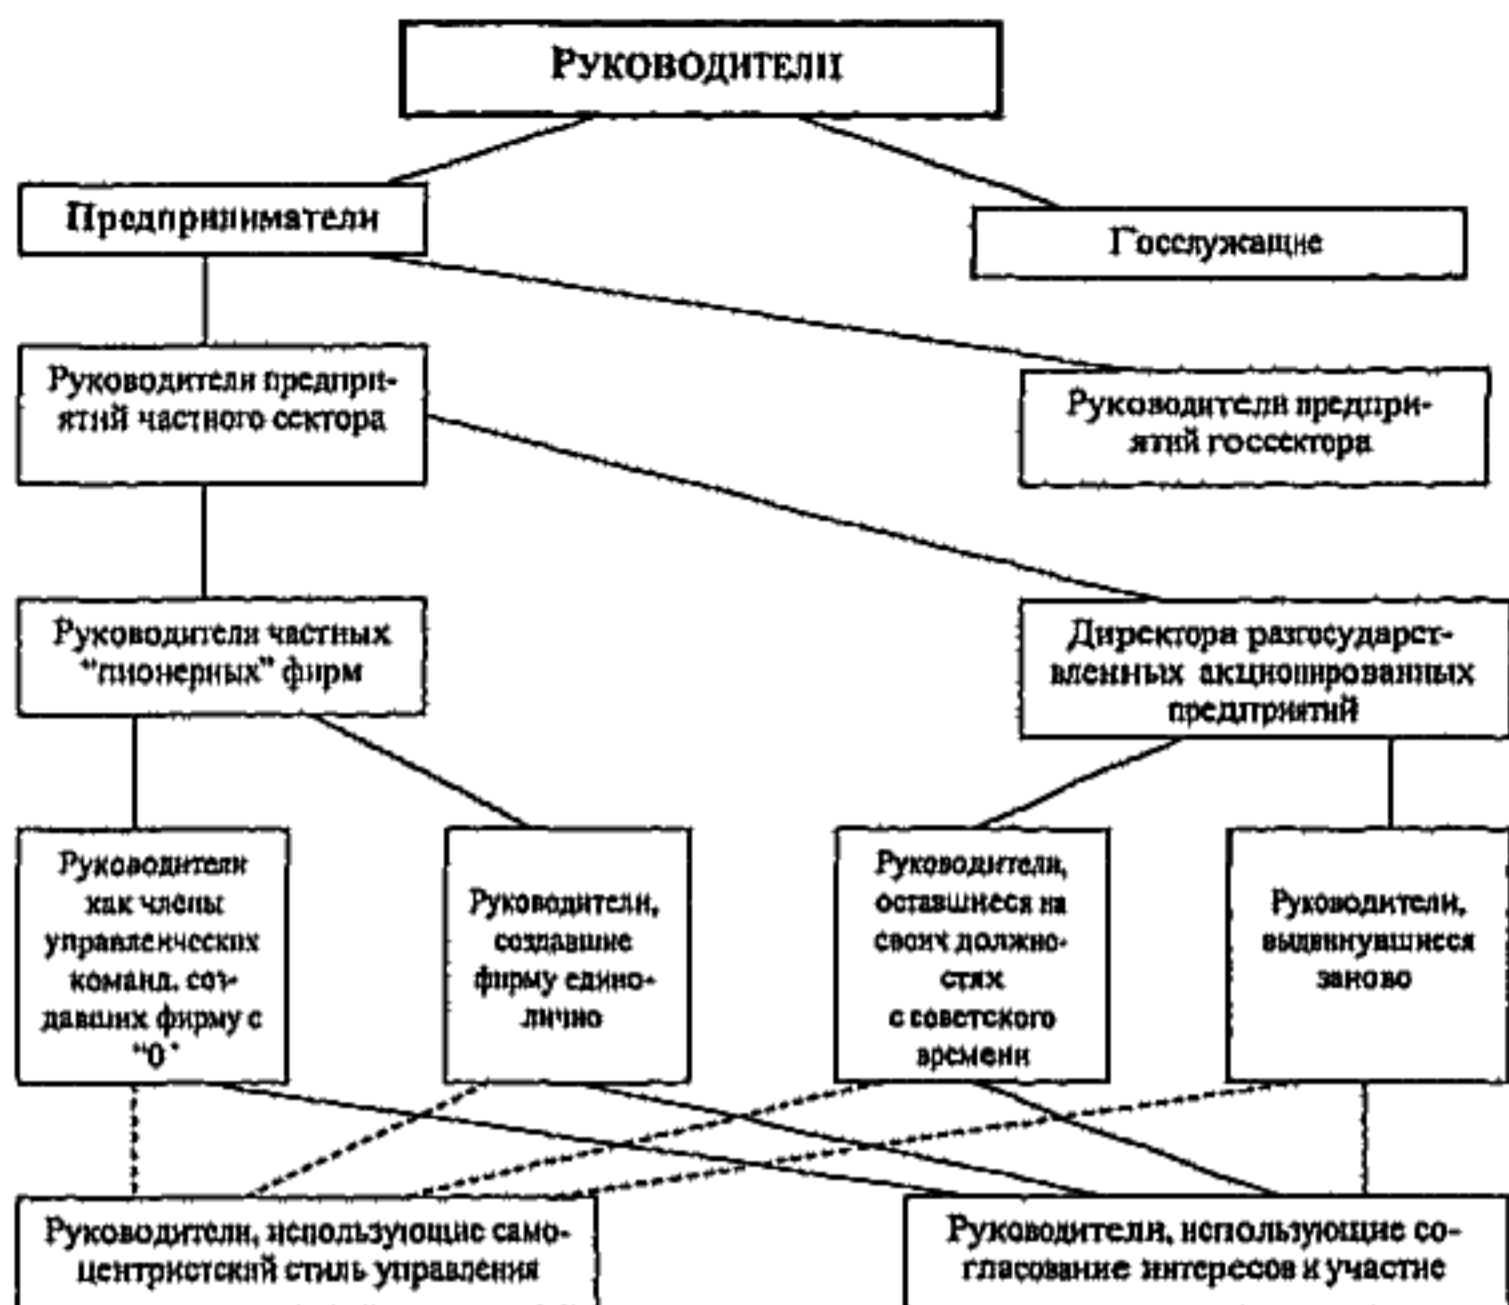 РУКОВОДИТЕЛИ
Предприниматели
Госслужащие
Руководители предпри-
ятий частного сектора
Руководители предпри-
ятий госсектора
Руководители частных
“пионерных” фирм
Директора разгосударст-
вленных акционированных
предприятий
Руководители
как члены
управленческих
команд, соз-
давших фирму с
“0”
Руководители,
создавшие
фирму едино-
лично
Руководители,
оставшиеся на
своих должно-
стях
с советского
времени
Руководители,
выдвинувшиеся
заново
Руководители, использующие само-
центристский стиль управления
Руководители, использующие со-
гласование интересов и участие